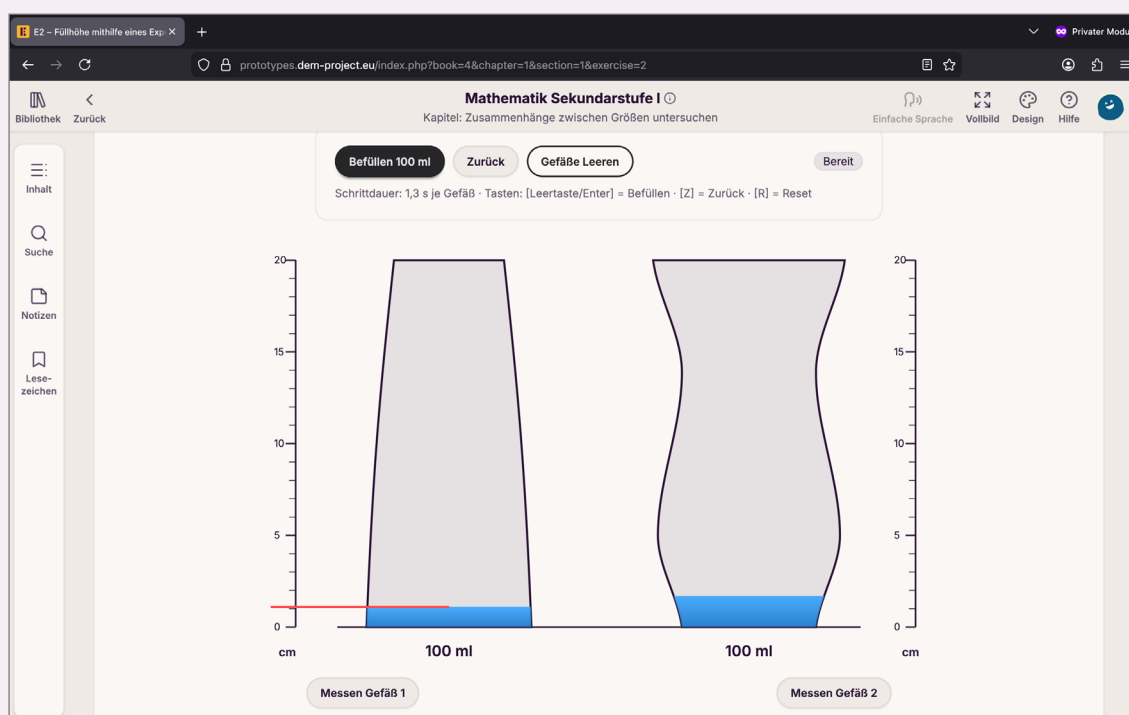 E2 – Füllhöhe mithilfe eines Exp
Privater Modu
prototypes.dem-project.eu/index.php?book=4&chapter=1&section=1&exercise=2
Bibliothek
Zurück
Mathematik Sekundarstufe I
Kapitel: Zusammenhänge zwischen Größen untersuchen
Einfache Sprache
Vollbild
Design
Hilfe
Inhalt
Suche
Notizen
Lese-
zeichen
Befüllen 100 ml
Zurück
Gefäße Leeren
Bereit
Schrittdauer: 1,3 s je Gefäß · Tasten: [Leertaste/Enter] = Befüllen · [Z] = Zurück · [R] = Reset
20
15
10
5
0
cm
100 ml
100 ml
20
15
10
5
0
cm
Messen Gefäß 1
Messen Gefäß 2